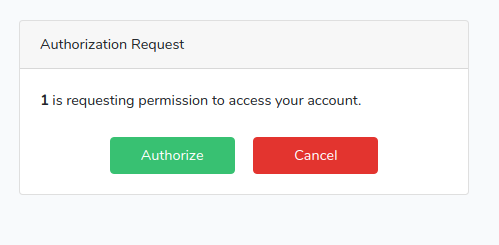 Authorization Request
1 is requesting permission to access your account.
Authorize
Cancel